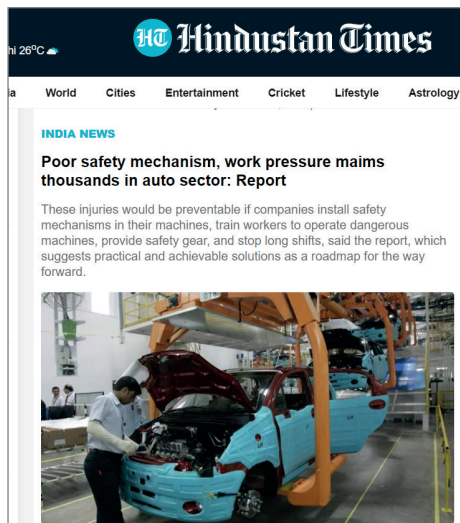 HT Hindustan Times
hi 26°C
ia World Cities Entertainment Cricket Lifestyle Astrology
INDIA NEWS
Poor safety mechanism, work pressure maims
thousands in auto sector: Report
These injuries would be preventable if companies install safety
mechanisms in their machines, train workers to operate dangerous
machines, provide safety gear, and stop long shifts, said the report, which
suggests practical and achievable solutions as a roadmap for the way
forward.